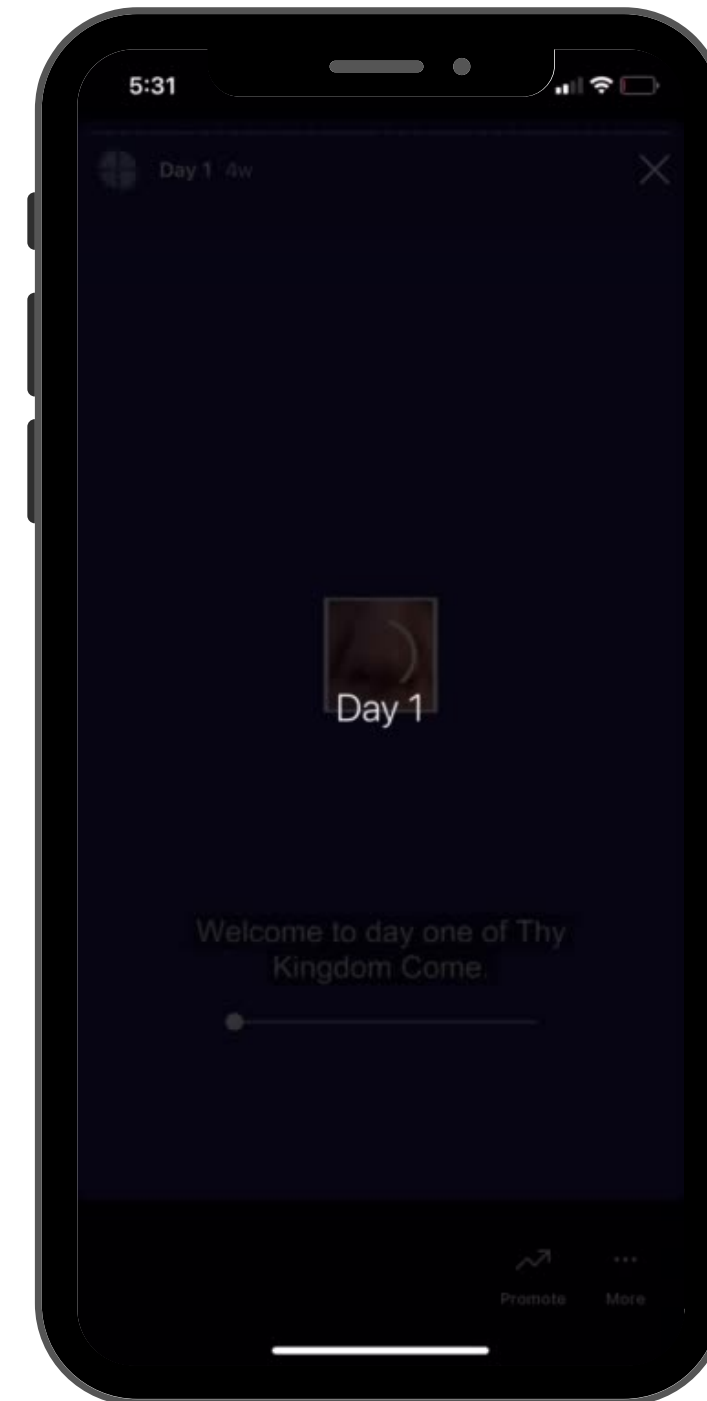 5:31
Day 1 4w
Day 1
Welcome to day one of Thy
Kingdom Come.
Promote More